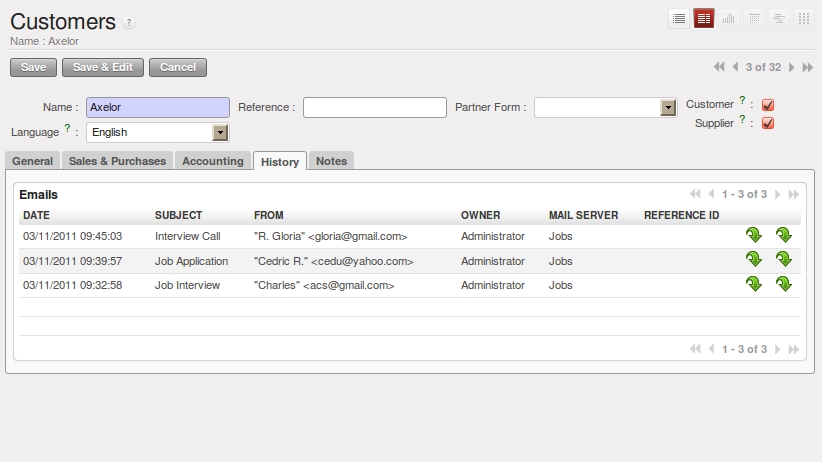 Customers ?
Name : Axelor
Save Save & Edit Cancel 3 of 32
Name : Axelor Reference : Partner Form : Customer ? :
Language ? : English Supplier ? :
General Sales & Purchases Accounting History Notes
Emails 1 - 3 of 3
DATE SUBJECT FROM OWNER MAIL SERVER REFERENCE ID
03/11/2011 09:45:03 Interview Call "R. Gloria" <gloria@gmail.com> Administrator Jobs
03/11/2011 09:39:57 Job Application "Cedric R." <cedu@yahoo.com> Administrator Jobs
03/11/2011 09:32:58 Job Interview "Charles" <acs@gmail.com> Administrator Jobs
1 - 3 of 3